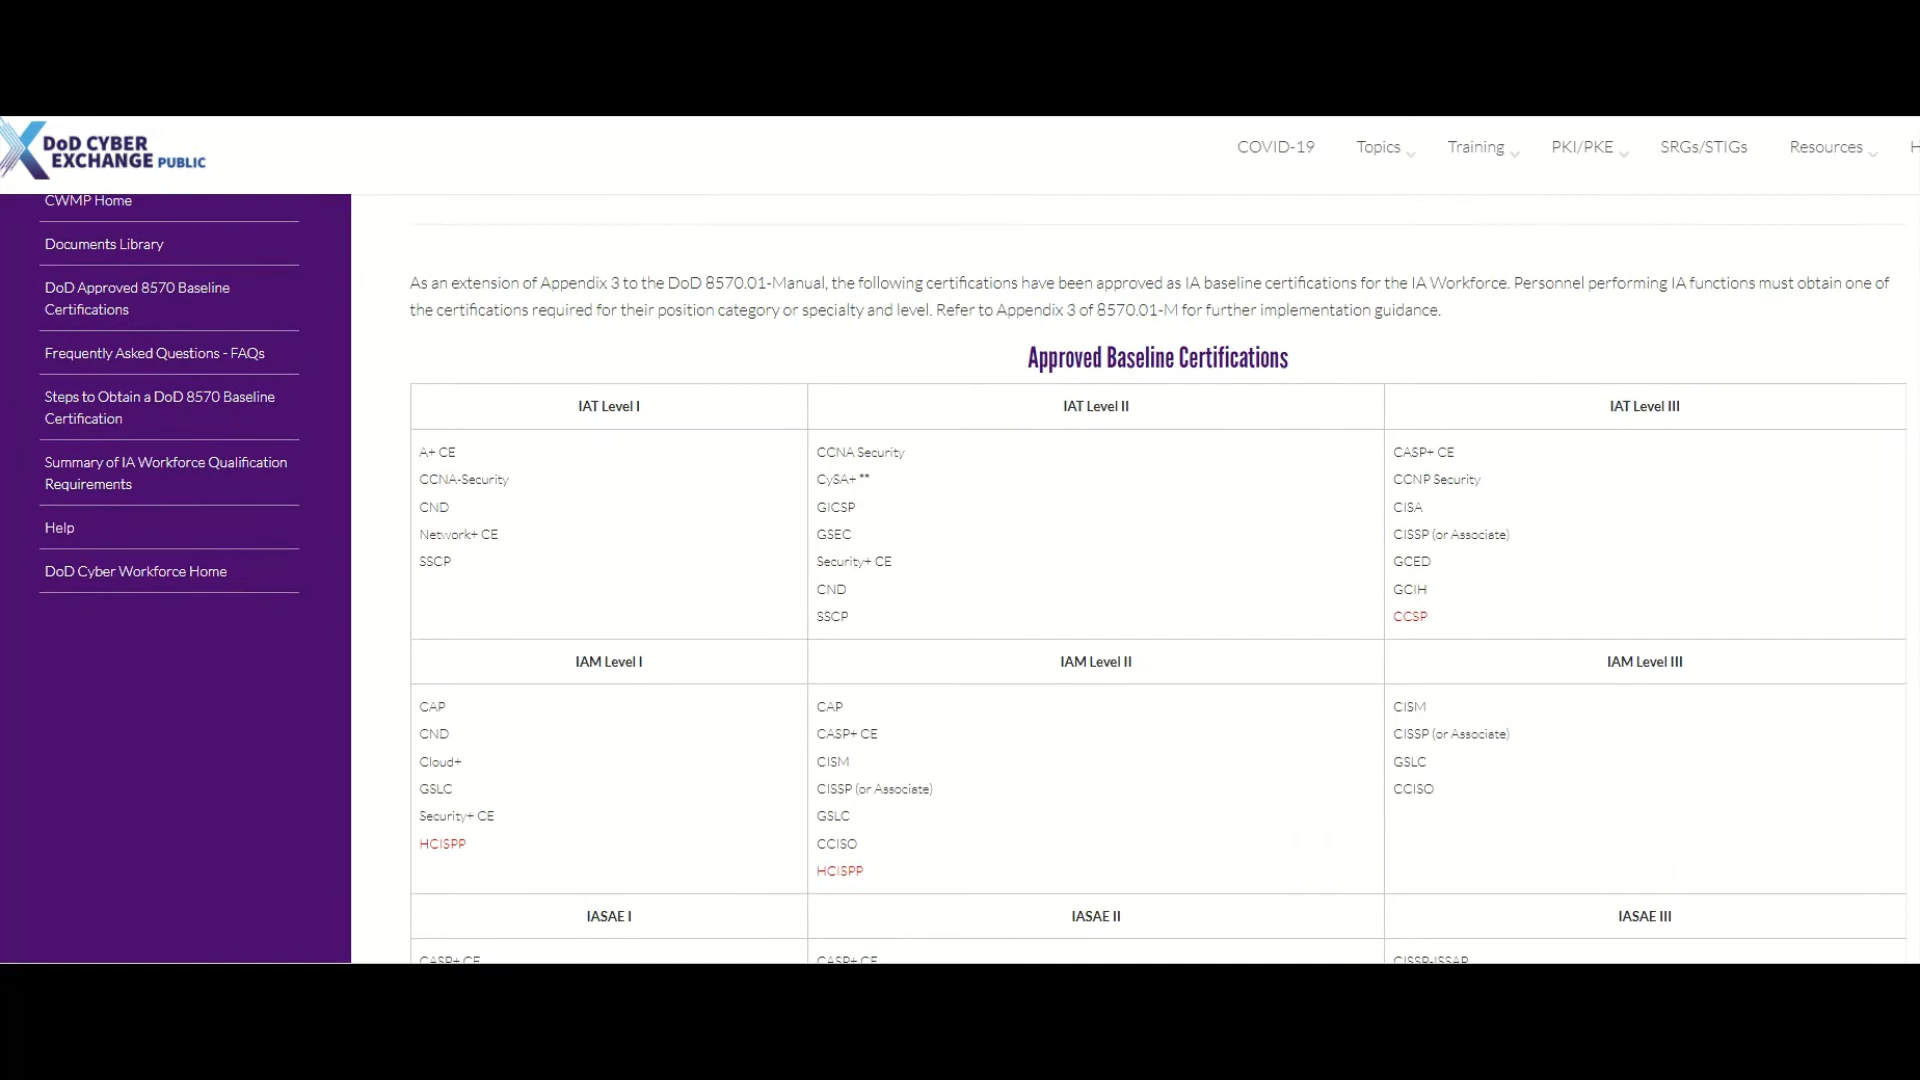 DoD CYBER
EXCHANGE PUBLIC
COVID-19
Topics
Training
PKI/PKE
SRGs/STIGs
Resources
H
CWMP Home
Documents Library
DoD Approved 8570 Baseline
Certifications
Frequently Asked Questions - FAQs
Steps to Obtain a DoD 8570 Baseline
Certification
Summary of IA Workforce Qualification
Requirements
Help
DoD Cyber Workforce Home
As an extension of Appendix 3 to the DoD 8570.01-Manual, the following certifications have been approved as IA baseline certifications for the IA Workforce. Personnel performing IA functions must obtain one of
the certifications required for their position category or specialty and level. Refer to Appendix 3 of 8570.01-M for further implementation guidance.
Approved Baseline Certifications
IAT Level I
A+ CE
CCNA-Security
CND
Network+ CE
SSCP
IAT Level II
CCNA Security
CySA+ **
GICSP
GSEC
Security+ CE
CND
SSCP
IAT Level III
CASP+ CE
CCNP Security
CISA
CISSP (or Associate)
GCED
GCIH
CCSP
IAM Level I
CAP
CND
Cloud+
GSLC
Security+ CE
HCISPP
IAM Level II
CAP
CASP+ CE
CISM
CISSP (or Associate)
GSLC
CCISO
HCISPP
IAM Level III
CISM
CISSP (or Associate)
GSLC
CCISO
IASAE I
CASP+ CE
IASAE II
CASP+ CE
IASAE III
CISSP-ISSAP